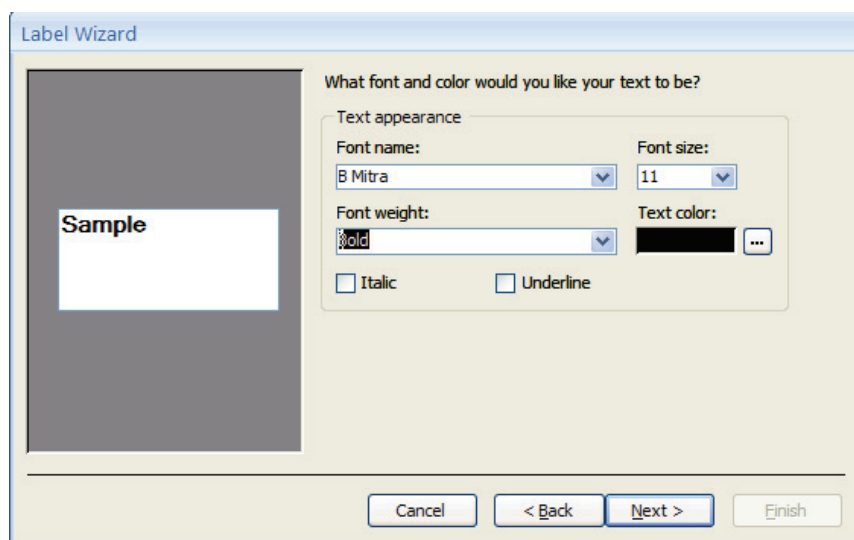 Label Wizard
What font and color would you like your text to be?
Text appearance
Font name:
Font size:
B Mitra
11
Sample
Font weight:
Text color:
Bold
...
Italic
Underline
Cancel
< Back
Next >
Finish